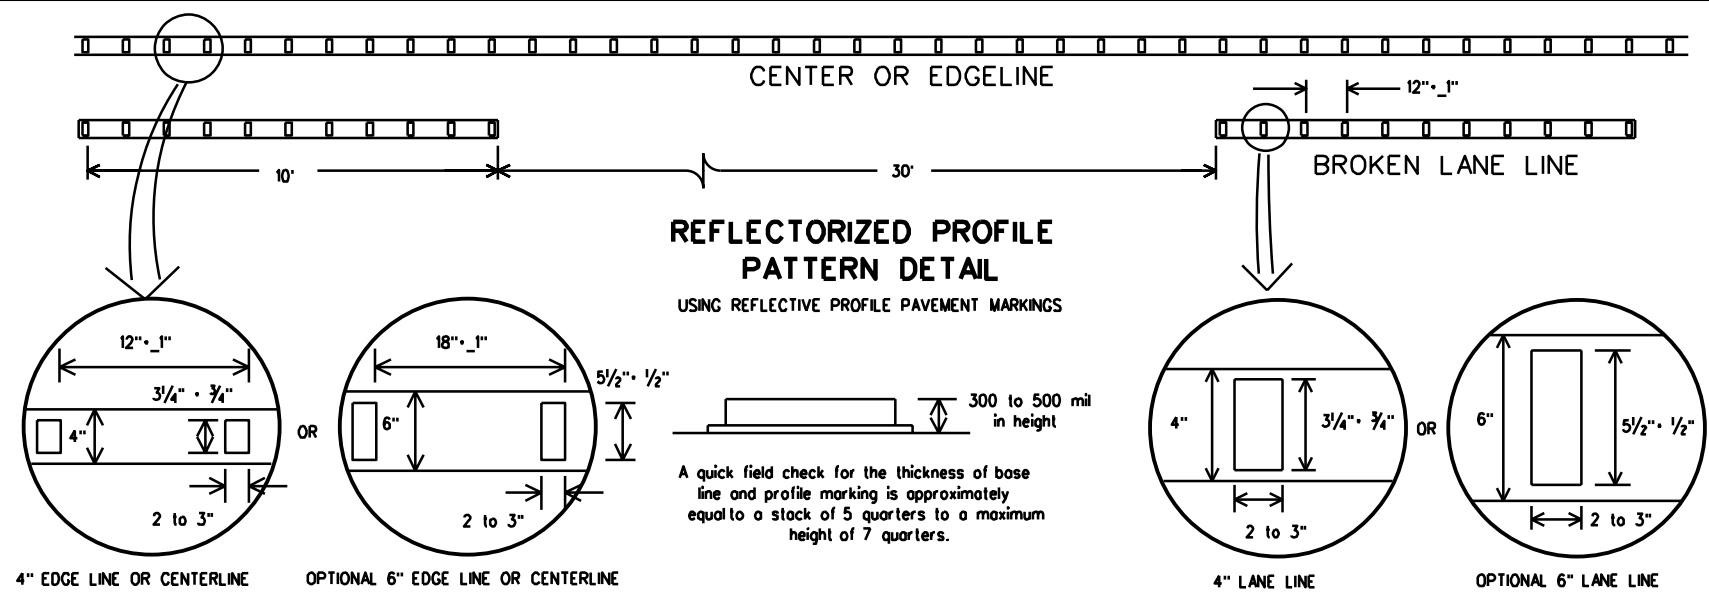 CENTER OR EDGELINE
12"·_1"
10'
30'
BROKEN LANE LINE
REFLECTORIZED PROFILE
PATTERN DETAIL
USING REFLECTIVE PROFILE PAVEMENT MARKINGS
12"·_1"
3¼" · ¾"
4"
2 to 3"
OR
18"·_1"
5½"· ½"
6"
2 to 3"
300 to 500 mil
in height
A quick field check for the thickness of base
line and profile marking is approximately
equal to a stack of 5 quarters to a maximum
height of 7 quarters.
4"
3¼"· ¾"
2 to 3"
OR
6"
5½"· ½"
2 to 3"
4" EDGE LINE OR CENTERLINE
OPTIONAL 6" EDGE LINE OR CENTERLINE
4" LANE LINE
OPTIONAL 6" LANE LINE